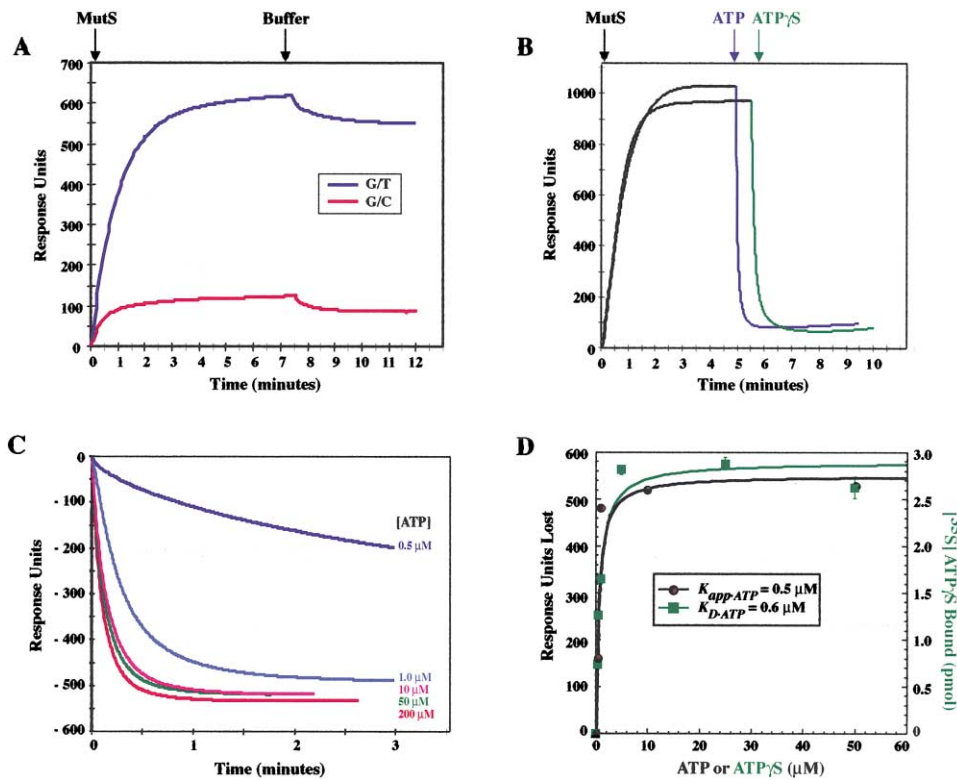 MutS
Buffer
A
700
600
500
400
300
200
100
0
Response Units
G/T
G/C
0 1 2 3 4 5 6 7 8 9 10 11 12
Time (minutes)
MutS
ATP
ATPγS
B
1000
800
600
400
200
0
Response Units
0 1 2 3 4 5 6 7 8 9 10
Time (minutes)
C
0
- 100
- 200
- 300
- 400
- 500
- 600
Response Units
[ATP]
0.5 μM
1.0 μM
10 μM
50 μM
200 μM
0 1 2 3
Time (minutes)
D
600
500
400
500
300
200
100
0
Response Units Lost
K app·ATP = 0.5 μM
K D·ATP = 0.6 μM
3.0
2.5
2.0
1.5
1.0
0.5
0
[³⁵S] ATPγS Bound (pmol)
0 10 20 30 40 50 60
ATP or ATPγS (μM)